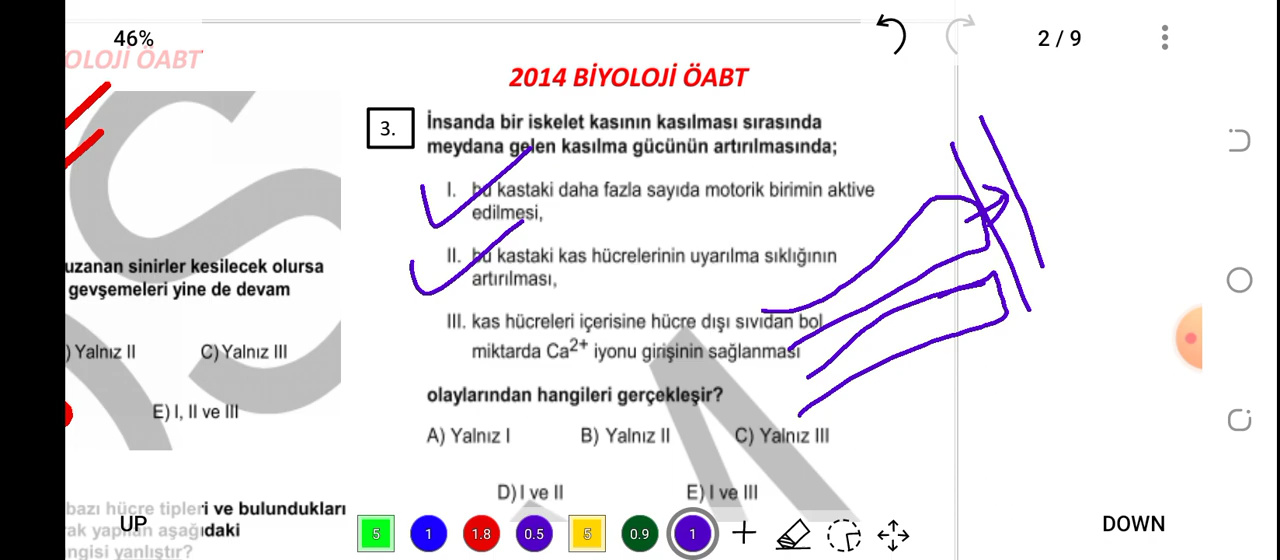 46%
2 / 9
OLOJİ ÖABT
2014 BİYOLOJİ ÖABT
3.
İnsanda bir iskelet kasının kasılması sırasında
meydana gelen kasılma gücünün artırılmasında;
I. bu kastaki daha fazla sayıda motorik birimin aktive
edilmesi,
II. bu kastaki kas hücrelerinin uyarılma sıklığının
artırılması,
III. kas hücreleri içerisine hücre dışı sıvıdan bol
miktarda Ca2+ iyonu girişinin sağlanması
olaylarından hangileri gerçekleşir?
A) Yalnız I B) Yalnız II C) Yalnız III
D) I ve II E) I ve III
uzanan sinirler kesilecek olursa
gevşemeleri yine de devam
) Yalnız II C) Yalnız III
E) I, II ve III
bazı hücre tipleri ve bulundukları
rak yapılan aşağıdaki
ngisi yanlıştır?
UP
5 1 1.8 0.5 5 0.9 1
DOWN